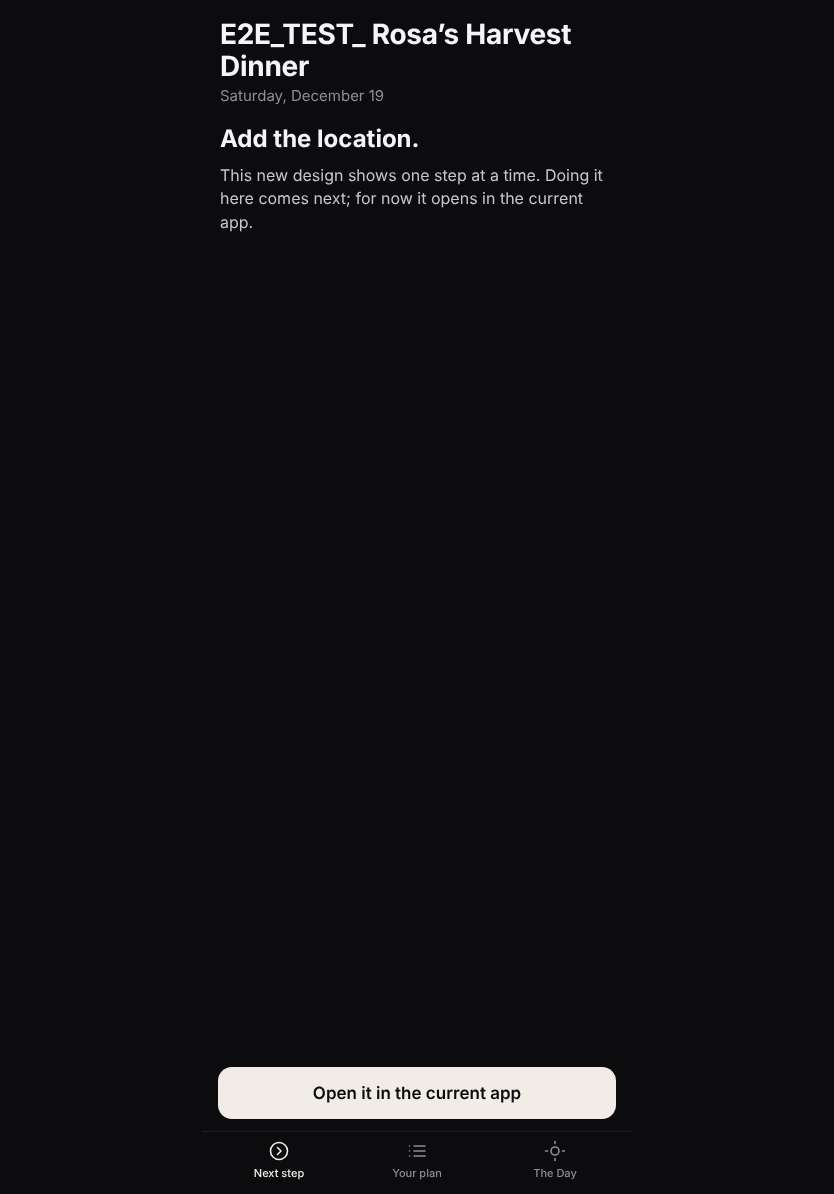 E2E_TEST_ Rosa’s Harvest
Dinner
Saturday, December 19
Add the location.
This new design shows one step at a time. Doing it
here comes next; for now it opens in the current
app.
Open it in the current app
Next step
Your plan
The Day